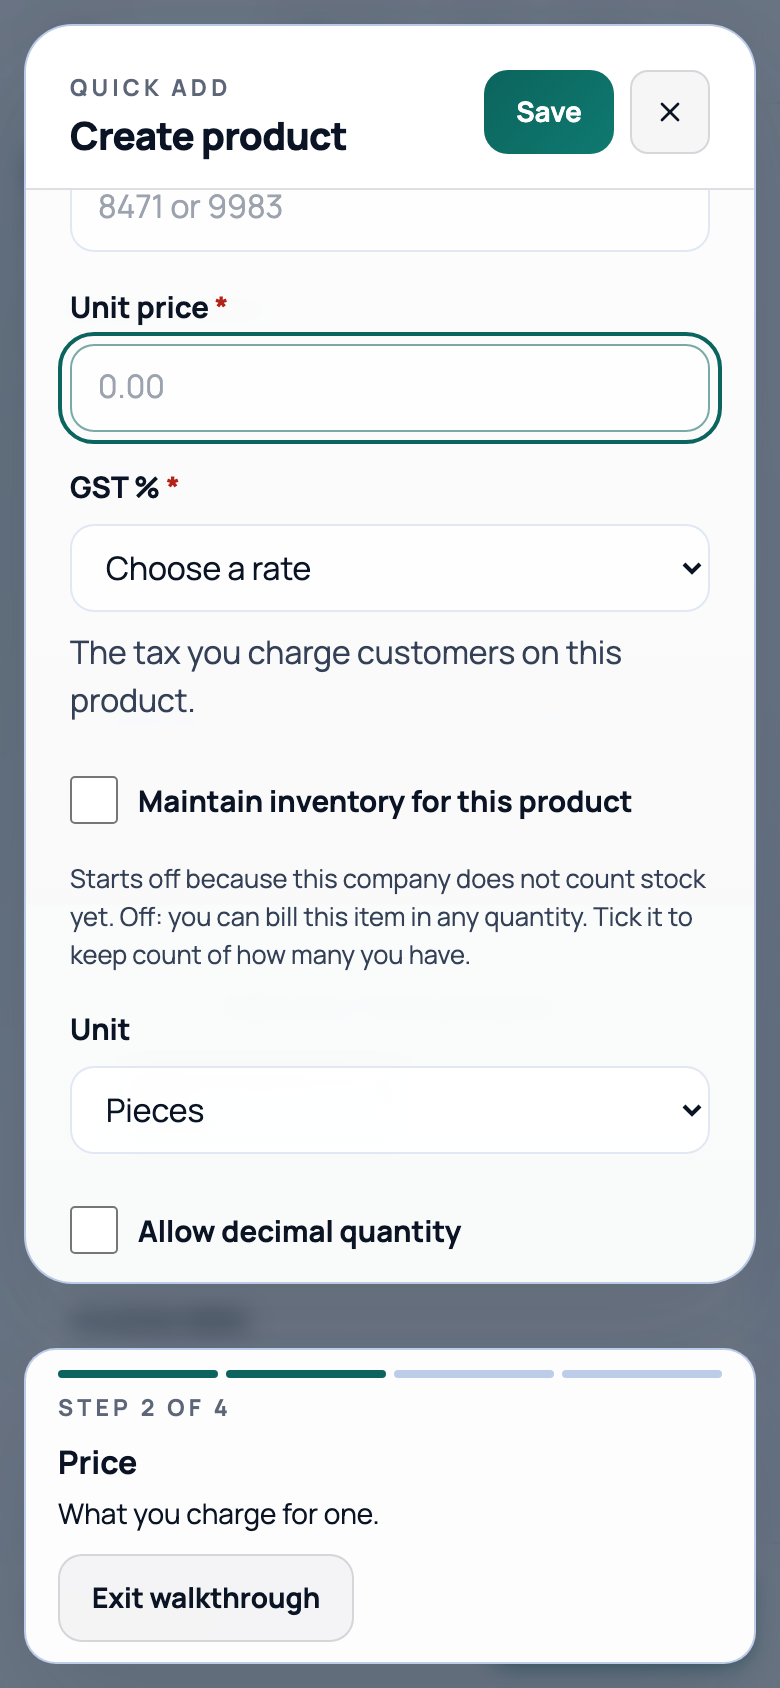 QUICK ADD
Create product
Save
8471 or 9983
Unit price *
0.00
GST % *
Choose a rate
The tax you charge customers on this
product.
Maintain inventory for this product
Starts off because this company does not count stock
yet. Off: you can bill this item in any quantity. Tick it to
keep count of how many you have.
Unit
Pieces
Allow decimal quantity
STEP 2 OF 4
Price
What you charge for one.
Exit walkthrough